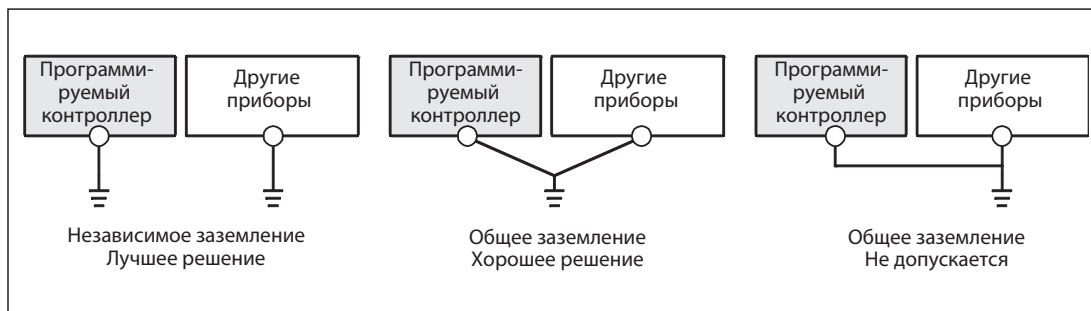 Программи-
руемый
контроллер
Другие
приборы
Независимое заземление
Лучшее решение
Программи-
руемый
контроллер
Другие
приборы
Общее заземление
Хорошее решение
Программи-
руемый
контроллер
Другие
приборы
Общее заземление
Не допускается